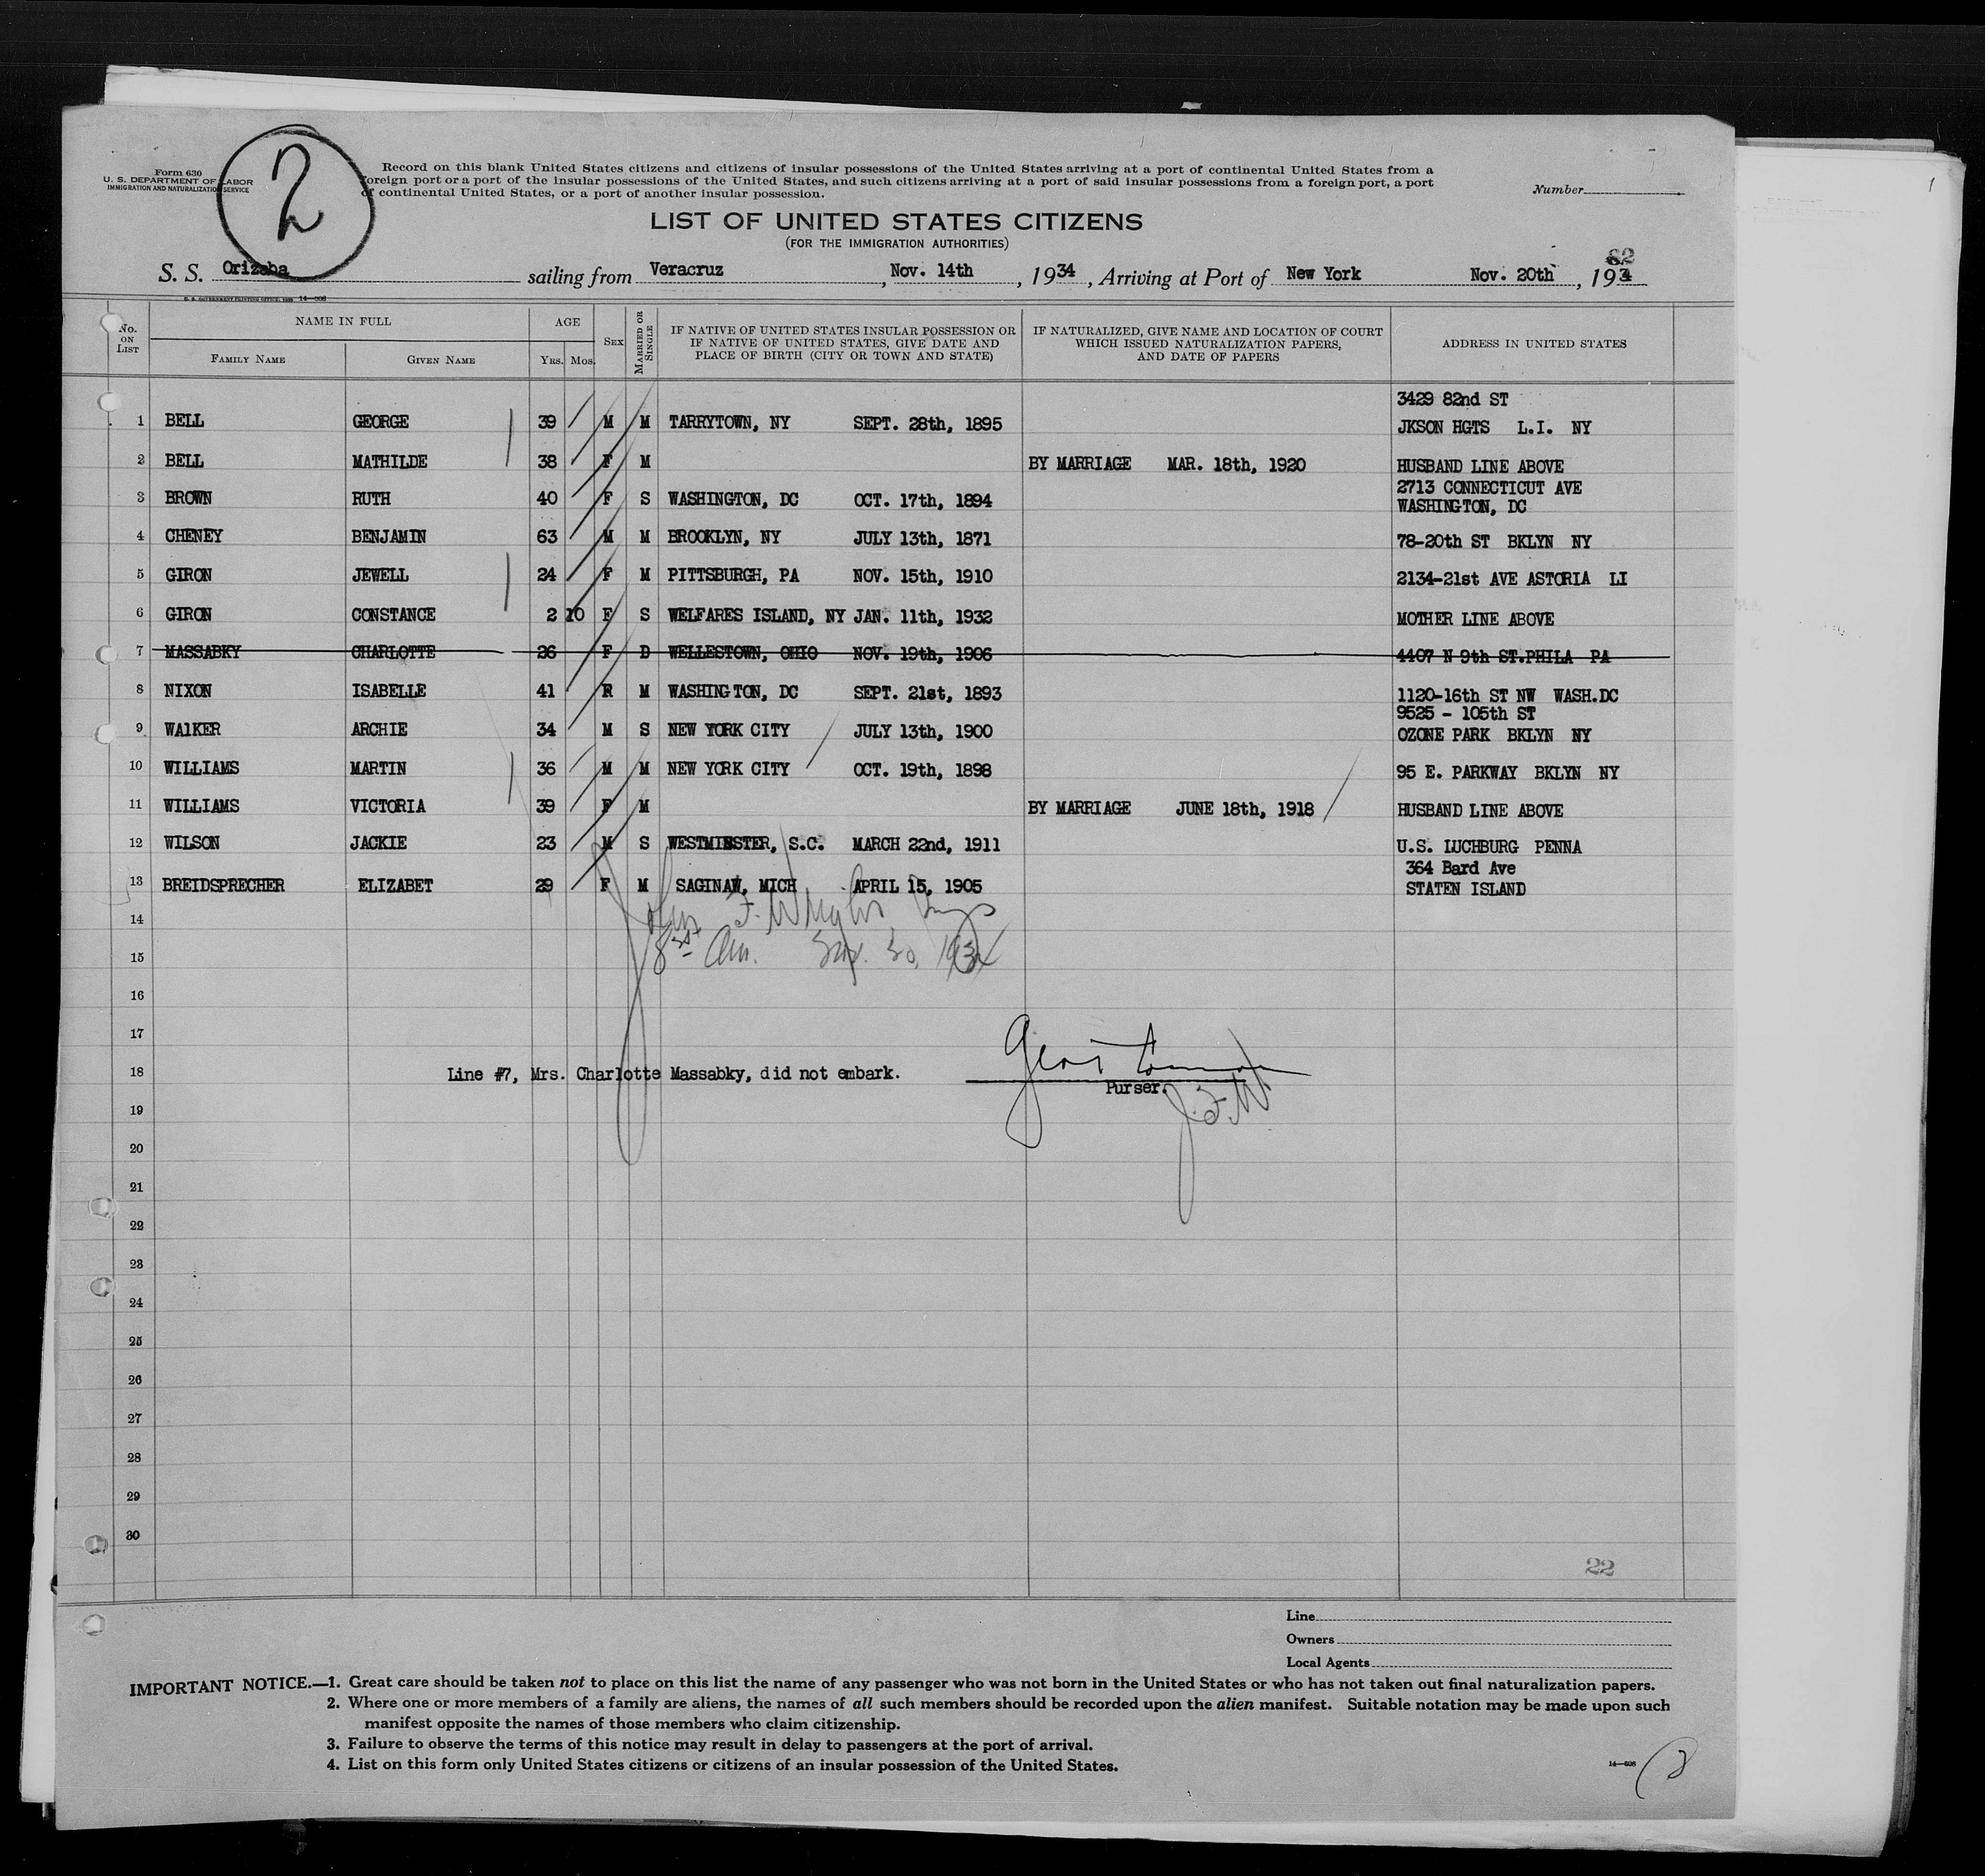 Form 630
U. S. DEPARTMENT OF LABOR
IMMIGRATION AND NATURALIZATION SERVICE
2
Record on this blank United States citizens and citizens of insular possessions of the United States arriving at a port of continental United States from a
foreign port or a port of the insular possessions of the United States, and such citizens arriving at a port of said insular possessions from a foreign port, a port
of continental United States, or a port of another insular possession.
Number
LIST OF UNITED STATES CITIZENS
(FOR THE IMMIGRATION AUTHORITIES)
82
S. S. Orizaba sailing from Veracruz, Nov. 14th, 1934, Arriving at Port of New York Nov. 20th, 1934
No. ON LIST
NAME IN FULL
FAMILY NAME GIVEN NAME
AGE
YRS. MOS.
SEX
MARRIED OR SINGLE
IF NATIVE OF UNITED STATES INSULAR POSSESSION OR
IF NATIVE OF UNITED STATES, GIVE DATE AND
PLACE OF BIRTH (CITY OR TOWN AND STATE)
IF NATURALIZED, GIVE NAME AND LOCATION OF COURT
WHICH ISSUED NATURALIZATION PAPERS,
AND DATE OF PAPERS
ADDRESS IN UNITED STATES
3429 82nd ST
1 BELL GEORGE 39 M M TARRYTOWN, NY SEPT. 28th, 1895 JKSON HGTS L.I. NY
2 BELL MATHILDE 38 F M BY MARRIAGE MAR. 18th, 1920 HUSBAND LINE ABOVE
2713 CONNECTICUT AVE
3 BROWN RUTH 40 F S WASHINGTON, DC OCT. 17th, 1894 WASHINGTON, DC
4 CHENEY BENJAMIN 63 M M BROOKLYN, NY JULY 13th, 1871 78-20th ST BKLYN NY
5 GIRON JEWELL 24 F M PITTSBURGH, PA NOV. 15th, 1910 2134-21st AVE ASTORIA LI
6 GIRON CONSTANCE 2 10 F S WELFARES ISLAND, NY JAN. 11th, 1932 MOTHER LINE ABOVE
7 MASSABKY CHARLOTTE 26 F D WELLESTOWN, OHIO NOV. 19th, 1906 4407 N 9th ST.PHILA PA
8 NIXON ISABELLE 41 R M WASHINGTON, DC SEPT. 21st, 1893 1120-16th ST NW WASH.DC
9525 - 105th ST
9 WAlKER ARCHIE 34 M S NEW YORK CITY JULY 13th, 1900 OZONE PARK BKLYN NY
10 WILLIAMS MARTIN 36 M M NEW YORK CITY OCT. 19th, 1898 95 E. PARKWAY BKLYN NY
11 WILLIAMS VICTORIA 39 F M BY MARRIAGE JUNE 18th, 1918 HUSBAND LINE ABOVE
12 WILSON JACKIE 23 M S WESTMINSTER, S.C. MARCH 22nd, 1911 U.S. LUCHBURG PENNA
364 Bard Ave
13 BREIDSPRECHER ELIZABET 29 F M SAGINAW, MICH APRIL 15, 1905 STATEN ISLAND
14
15
16
17
18 Line #7, Mrs. Charlotte Massabky, did not embark.
Purser.
J.F.W.
19
20
21
22
23
24
25
26
27
28
29
30
22
Line
Owners
Local Agents
IMPORTANT NOTICE.—1. Great care should be taken not to place on this list the name of any passenger who was not born in the United States or who has not taken out final naturalization papers.
2. Where one or more members of a family are aliens, the names of all such members should be recorded upon the alien manifest. Suitable notation may be made upon such
manifest opposite the names of those members who claim citizenship.
3. Failure to observe the terms of this notice may result in delay to passengers at the port of arrival.
4. List on this form only United States citizens or citizens of an insular possession of the United States.